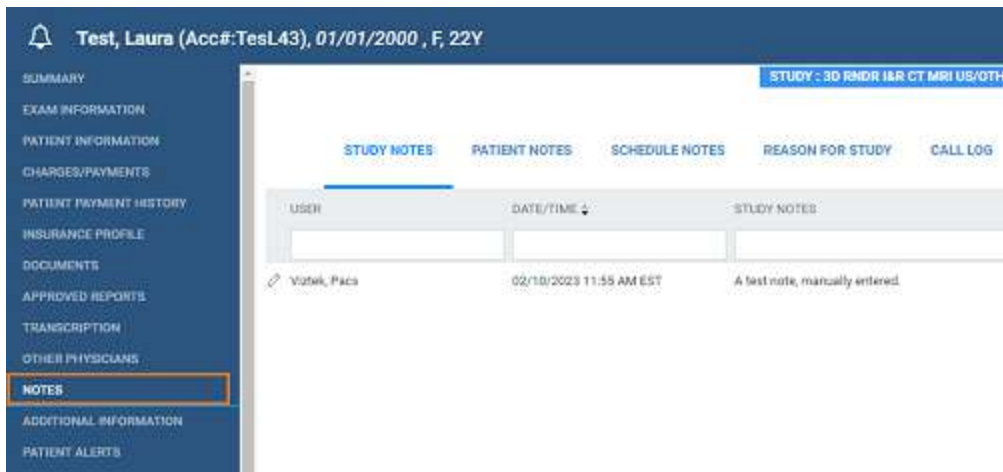 Test, Laura (Acc#:TesL43), 01/01/2000 , F, 22Y
SUMMARY
EXAM INFORMATION
PATIENT INFORMATION
CHARGES/PAYMENTS
PATIENT PAYMENT HISTORY
INSURANCE PROFILE
DOCUMENTS
APPROVED REPORTS
TRANSCRIPTION
OTHER PHYSICIANS
NOTES
ADDITIONAL INFORMATION
PATIENT ALERTS
STUDY : 3D RNDR I&R CT MRI US/OTH
STUDY NOTES PATIENT NOTES SCHEDULE NOTES REASON FOR STUDY CALL LOG
USER DATE/TIME STUDY NOTES
Viztek, Pacs 02/10/2023 11:55 AM EST A test note, manually entered.